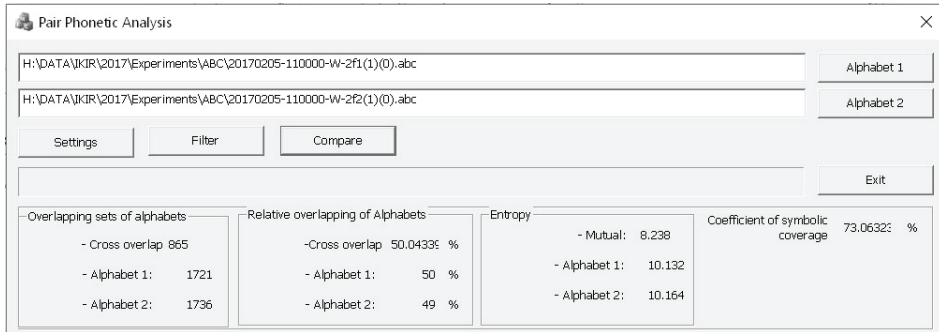 Pair Phonetic Analysis
H:\DATA\IKIR\2017\Experiments\ABC\20170205-110000-W-2f1(1)(0).abc
Alphabet 1
H:\DATA\IKIR\2017\Experiments\ABC\20170205-110000-W-2f2(1)(0).abc
Alphabet 2
Settings
Filter
Compare
Exit
Overlapping sets of alphabets
- Cross overlap 865
- Alphabet 1: 1721
- Alphabet 2: 1736
Relative overlapping of Alphabets
-Cross overlap 50.04339 %
- Alphabet 1: 50 %
- Alphabet 2: 49 %
Entropy
- Mutual: 8.238
- Alphabet 1: 10.132
- Alphabet 2: 10.164
Coefficient of symbolic
coverage 73.06323 %